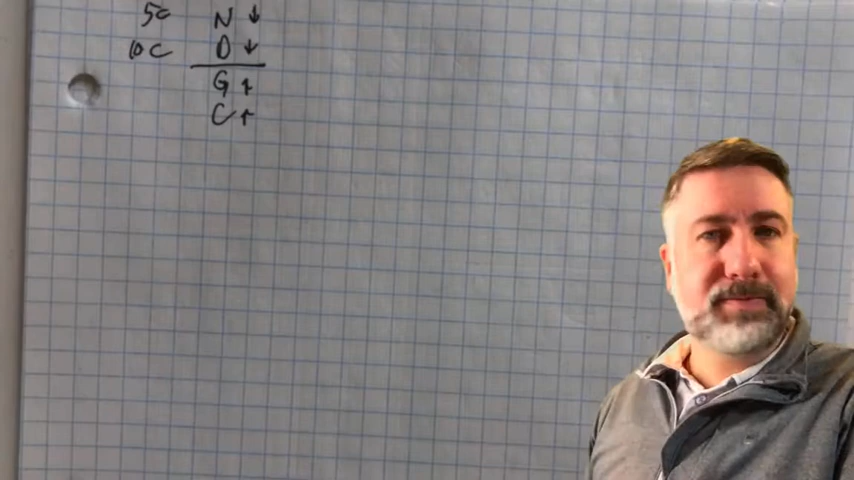 5c N ↓
10c D ↓
G ↑
C ↑